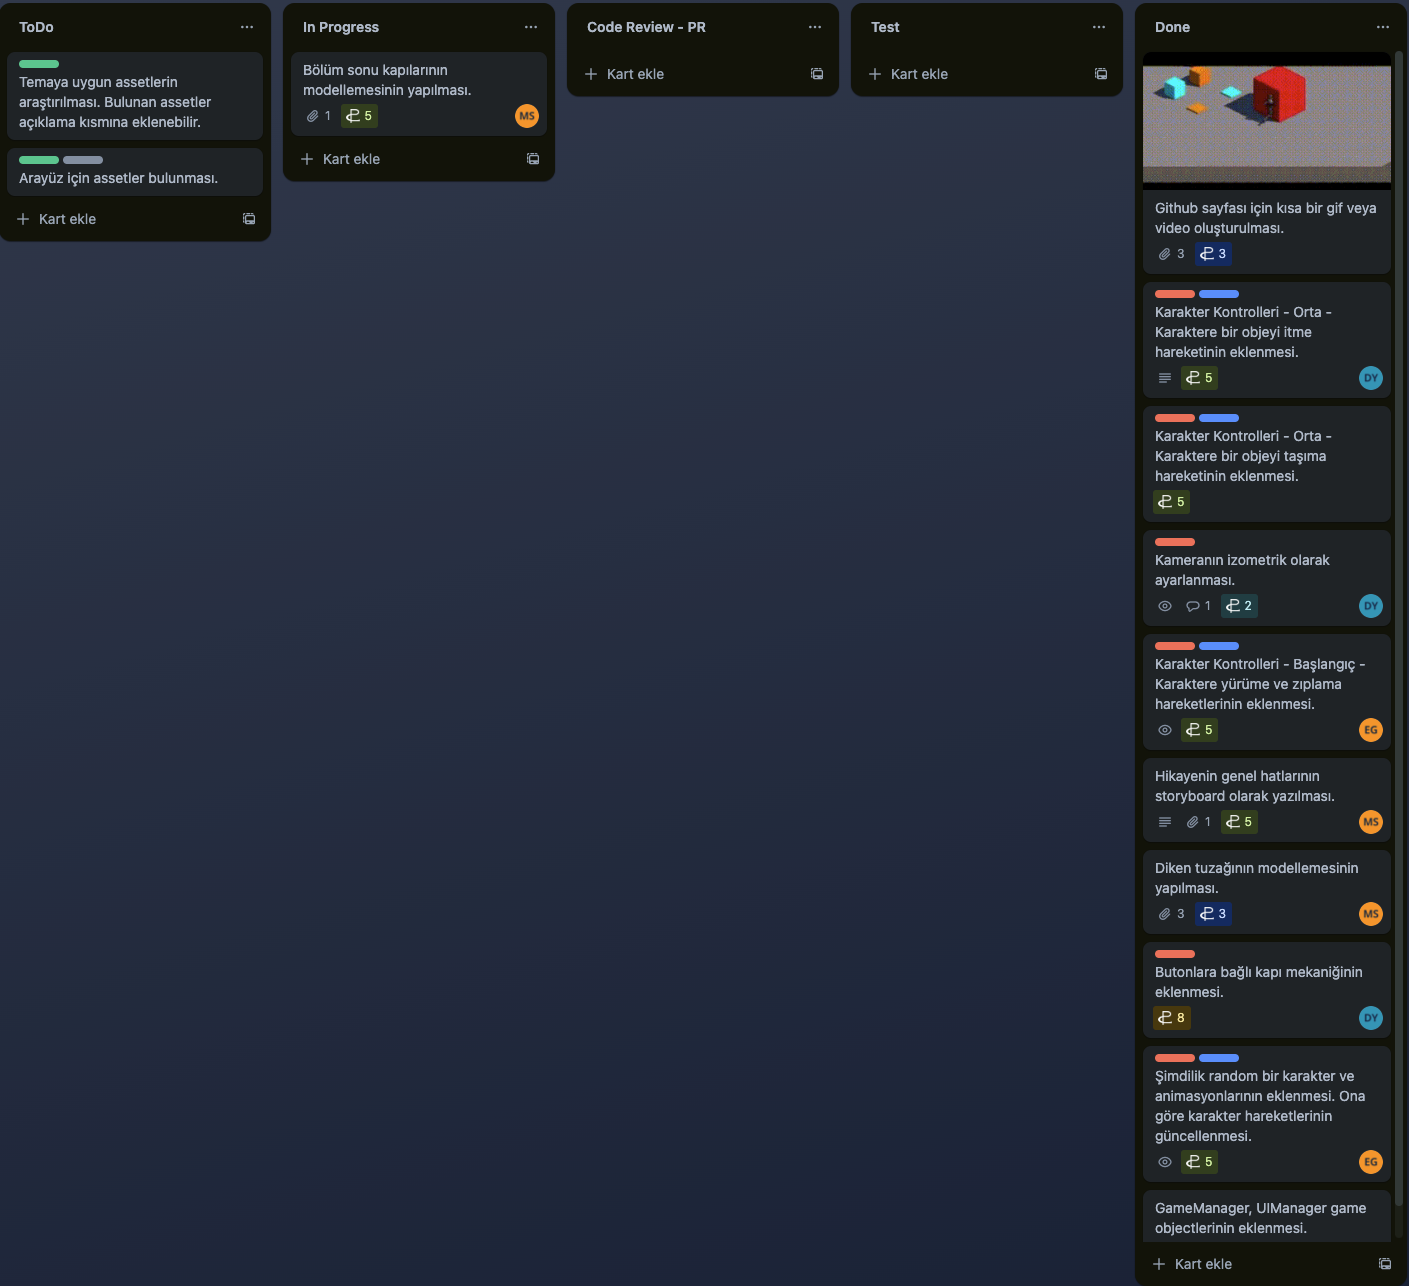 ToDo
Temaya uygun assetlerin
araştırılması. Bulunan assetler
açıklama kısmına eklenebilir.
Arayüz için assetler bulunması.
Kart ekle
In Progress
Bölüm sonu kapılarının
modellemesinin yapılması.
1 5 MS
Kart ekle
Code Review - PR
Kart ekle
Test
Kart ekle
Done
Github sayfası için kısa bir gif veya
video oluşturulması.
3 3
Karakter Kontrolleri - Orta -
Karaktere bir objeyi itme
hareketinin eklenmesi.
5 DY
Karakter Kontrolleri - Orta -
Karaktere bir objeyi taşıma
hareketinin eklenmesi.
5
Kameranın izometrik olarak
ayarlanması.
1 2 DY
Karakter Kontrolleri - Başlangıç -
Karaktere yürüme ve zıplama
hareketlerinin eklenmesi.
5 EG
Hikayenin genel hatlarının
storyboard olarak yazılması.
1 5 MS
Diken tuzağının modellemesinin
yapılması.
3 3 MS
Butonlara bağlı kapı mekaniğinin
eklenmesi.
8 DY
Şimdilik random bir karakter ve
animasyonlarının eklenmesi. Ona
göre karakter hareketlerinin
güncellenmesi.
5 EG
GameManager, UIManager game
objectlerinin eklenmesi.
Kart ekle